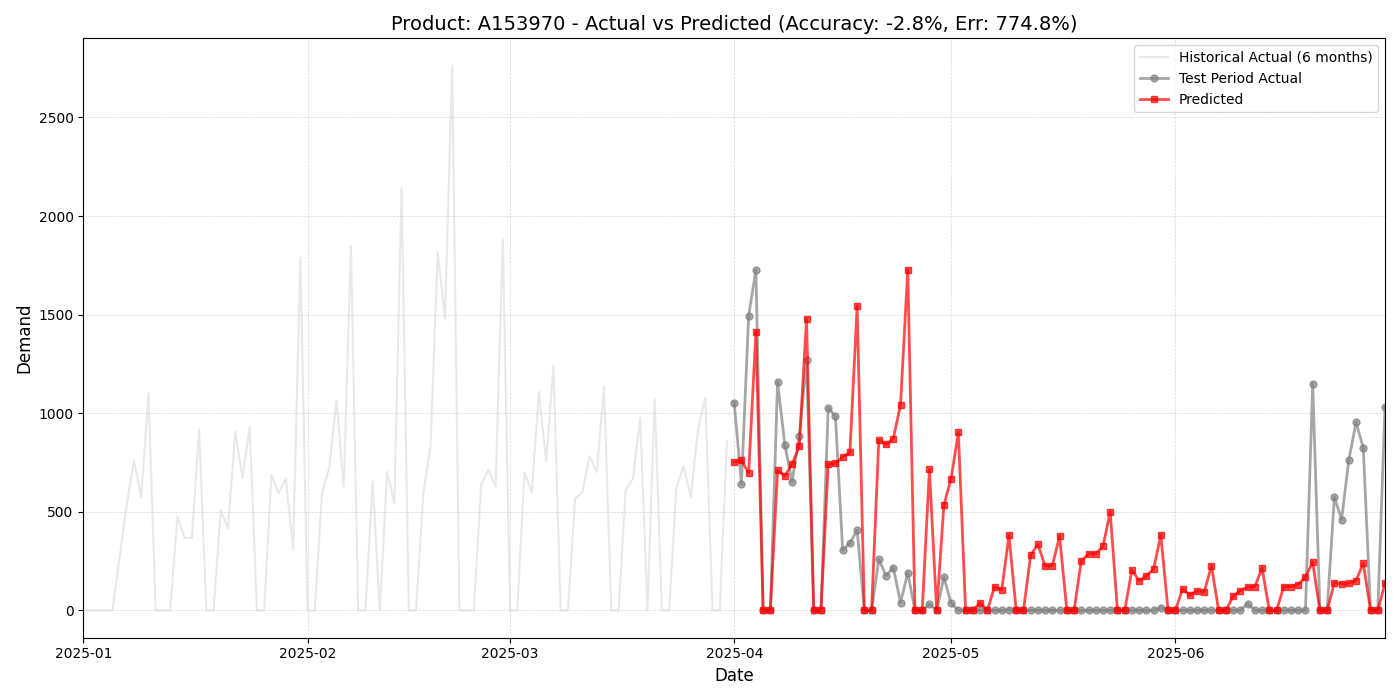 Product: A153970 - Actual vs Predicted (Accuracy: -2.8%, Err: 774.8%)
Historical Actual (6 months)
Test Period Actual
Predicted
2500
2000
1500
1000
500
0
Demand
2025-01
2025-02
2025-03
2025-04
2025-05
2025-06
Date